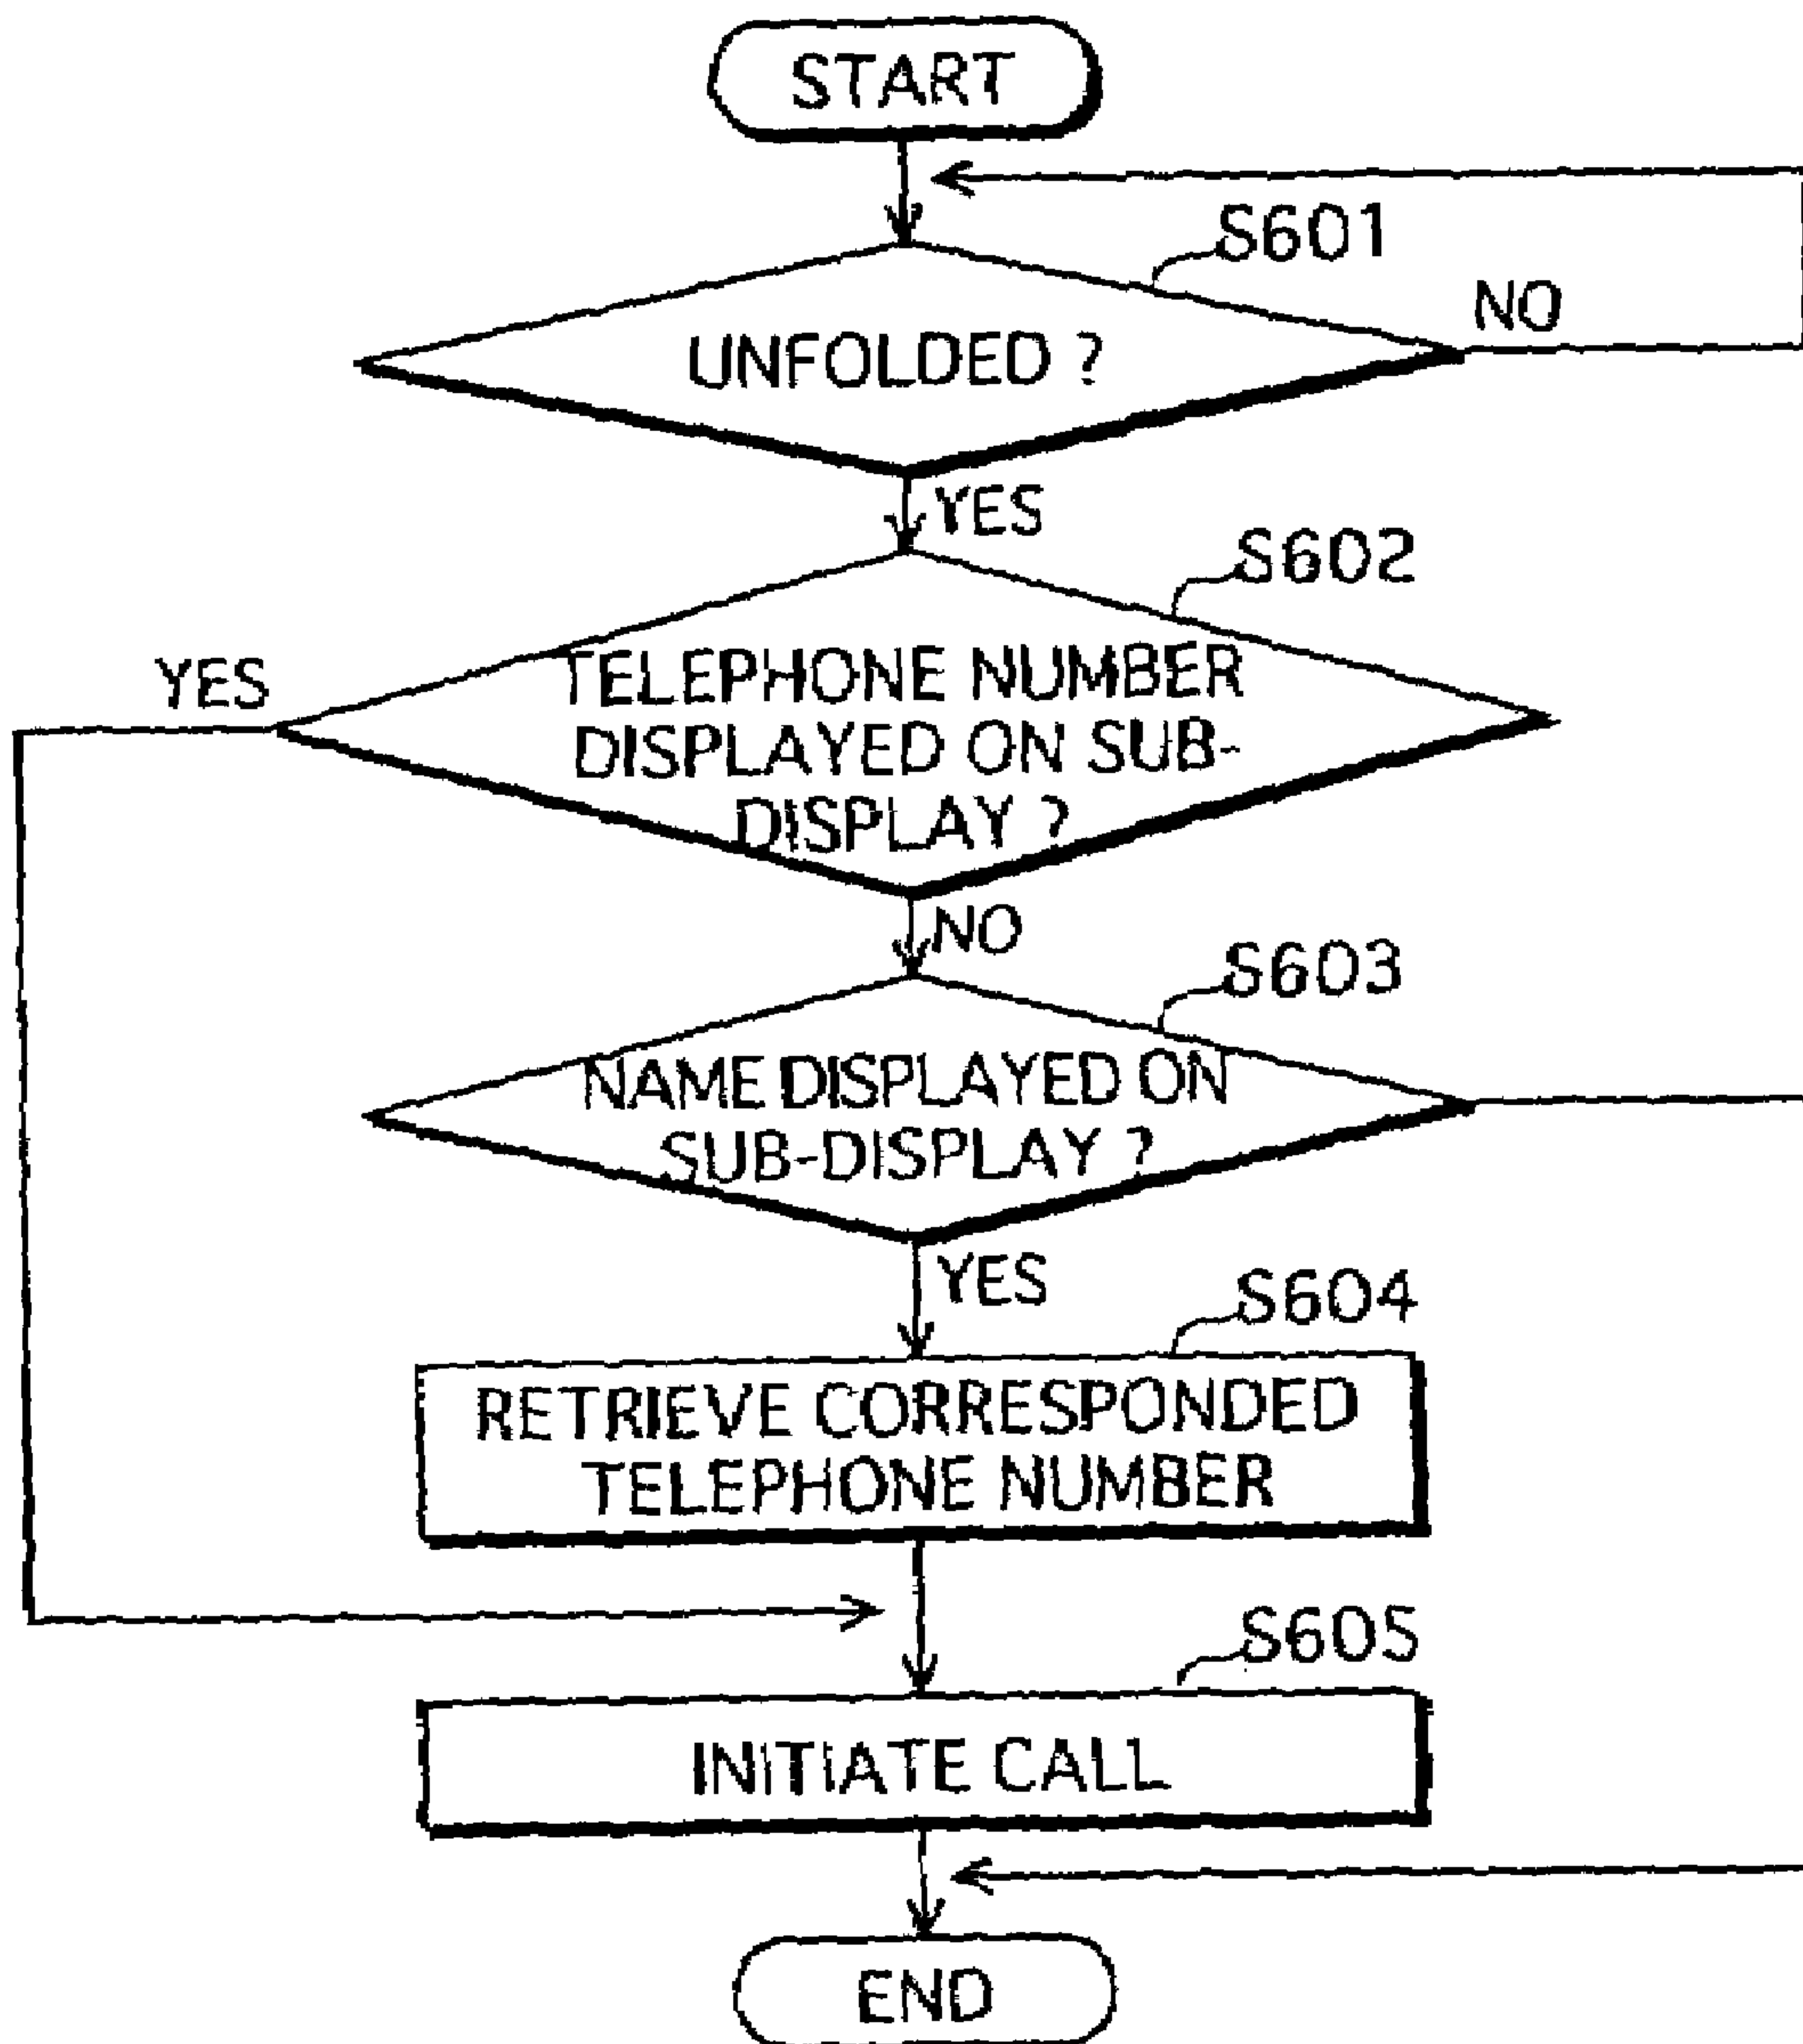 START
S601
NO
UNFOLDED ?
YES
S602
YES
TELEPHONE NUMBER
DISPLAYED ON SUB-
DISPLAY ?
NO
S603
NAME DISPLAYED ON
SUB-DISPLAY ?
YES
S604
RETRIEVE CORRESPONDED
TELEPHONE NUMBER
S605
INITIATE CALL
END